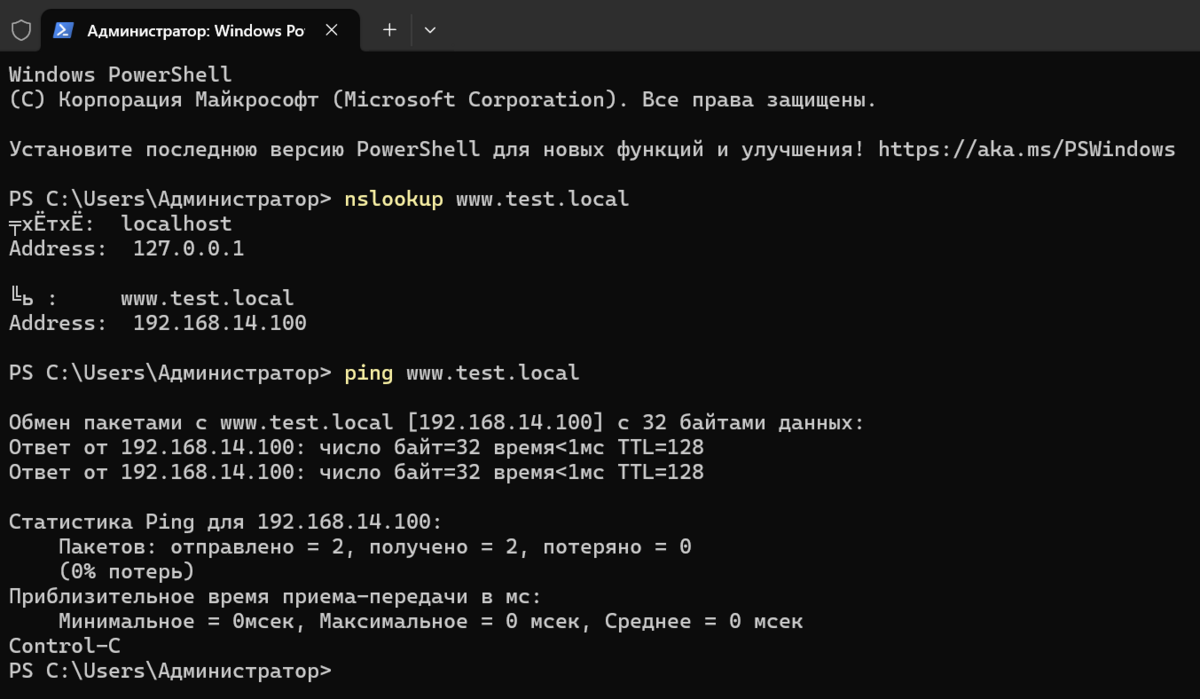 Администратор: Windows Po
Windows PowerShell
(C) Корпорация Майкрософт (Microsoft Corporation). Все права защищены.
Установите последнюю версию PowerShell для новых функций и улучшения! https://aka.ms/PSWindows
PS C:\Users\Администратор> nslookup www.test.local
╤хЁтхЁ:  localhost
Address:  127.0.0.1
╚ь :     www.test.local
Address:  192.168.14.100
PS C:\Users\Администратор> ping www.test.local
Обмен пакетами с www.test.local [192.168.14.100] с 32 байтами данных:
Ответ от 192.168.14.100: число байт=32 время<1мс TTL=128
Ответ от 192.168.14.100: число байт=32 время<1мс TTL=128
Статистика Ping для 192.168.14.100:
    Пакетов: отправлено = 2, получено = 2, потеряно = 0
    (0% потерь)
Приблизительное время приема-передачи в мс:
    Минимальное = 0мсек, Максимальное = 0 мсек, Среднее = 0 мсек
Control-C
PS C:\Users\Администратор>